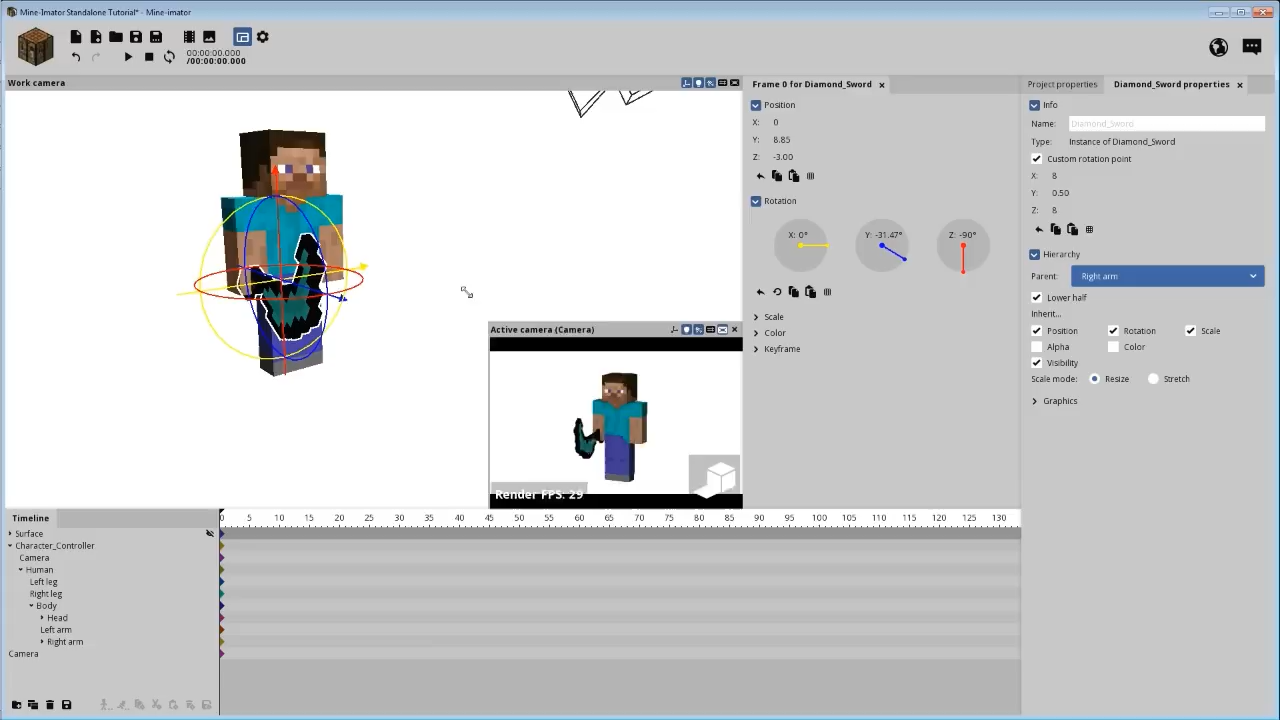 Mine-Imator Standalone Tutorial* - Mine-imator
00:00:00.000
/00:00:00.000
Work camera
Active camera (Camera)
Render FPS: 29
Frame 0 for Diamond_Sword
Position
X: 0
Y: 8.85
Z: -3.00
Rotation
X: 0° Y: -31.47° Z: -90°
Scale
Color
Keyframe
Project properties Diamond_Sword properties
Info
Name: Diamond_Sword
Type: Instance of Diamond_Sword
Custom rotation point
X: 8
Y: 0.50
Z: 8
Hierarchy
Parent: Right arm
Lower half
Inherit...
Position Rotation Scale
Alpha Color
Visibility
Scale mode: Resize Stretch
Graphics
Timeline
0 5 10 15 20 25 30 35 40 45 50 55 60 65 70 75 80 85 90 95 100 105 110 115 120 125 130
Surface
Character_Controller
Camera
Human
Left leg
Right leg
Body
Head
Left arm
Right arm
Camera